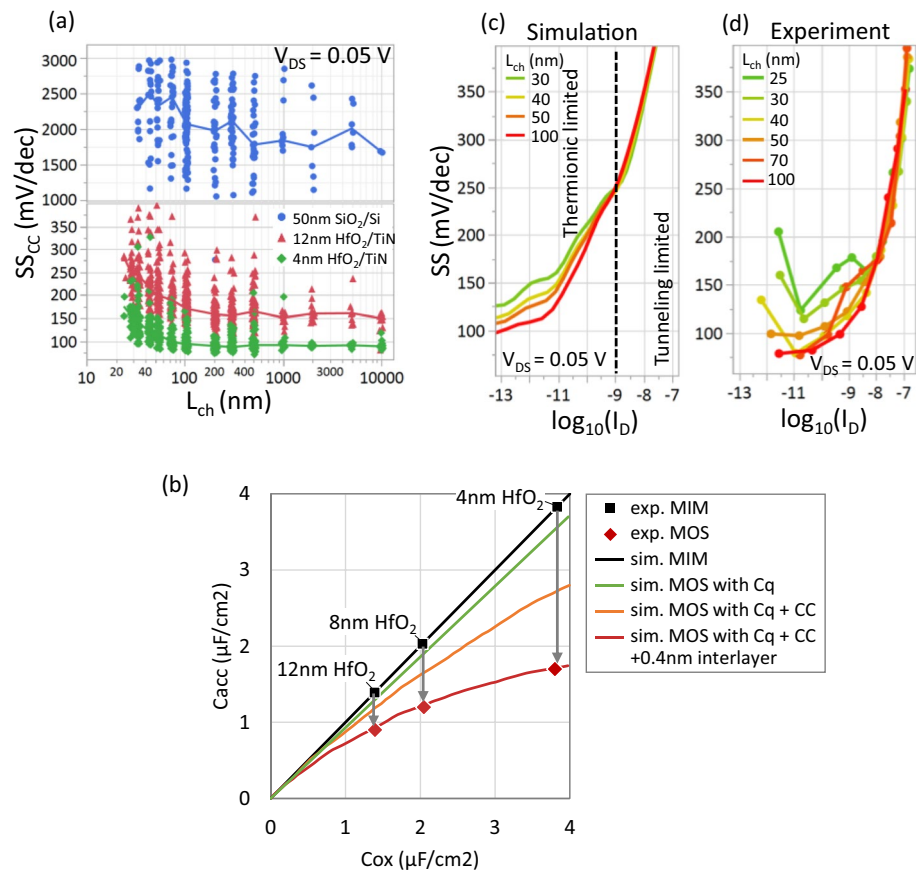 (a)
V_DS = 0.05 V
SS_CC (mV/dec)
3000
2500
2000
1500
1000
350
300
250
200
150
100
50nm SiO₂/Si
12nm HfO₂/TiN
4nm HfO₂/TiN
10 20 40 100 200 400 1000 3000 10000
L_ch (nm)
(c) Simulation
SS (mV/dec)
350
300
250
200
150
100
L_ch (nm)
30
40
50
100
Thermionic limited
Tunneling limited
V_DS = 0.05 V
-13 -12 -11 -10 -9 -8 -7
log₁₀(I_D)
(d) Experiment
350
300
250
200
150
100
L_ch (nm)
25
30
40
50
70
100
V_DS = 0.05 V
-13 -11 -9 -8 -7
log₁₀(I_D)
(b)
Cacc (µF/cm2)
4
3
2
1
0
4nm HfO₂
8nm HfO₂
12nm HfO₂
0 1 2 3 4
Cox (µF/cm2)
exp. MIM
exp. MOS
sim. MIM
sim. MOS with Cq
sim. MOS with Cq + CC
sim. MOS with Cq + CC
+0.4nm interlayer